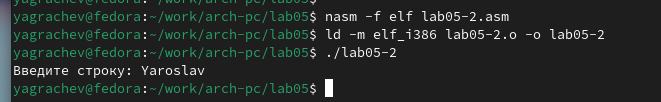 yagrachev@fedora:~/work/arch-pc/lab05$ nasm -f elf lab05-2.asm
yagrachev@fedora:~/work/arch-pc/lab05$ ld -m elf_i386 lab05-2.o -o lab05-2
yagrachev@fedora:~/work/arch-pc/lab05$ ./lab05-2
Введите строку: Yaroslav
yagrachev@fedora:~/work/arch-pc/lab05$